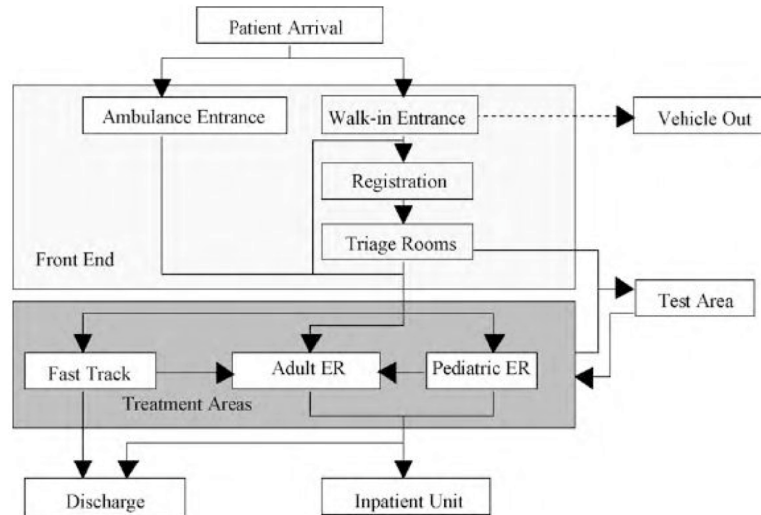 Patient Arrival
Ambulance Entrance
Walk-in Entrance
Vehicle Out
Registration
Triage Rooms
Front End
Test Area
Fast Track
Adult ER
Pediatric ER
Treatment Areas
Discharge
Inpatient Unit